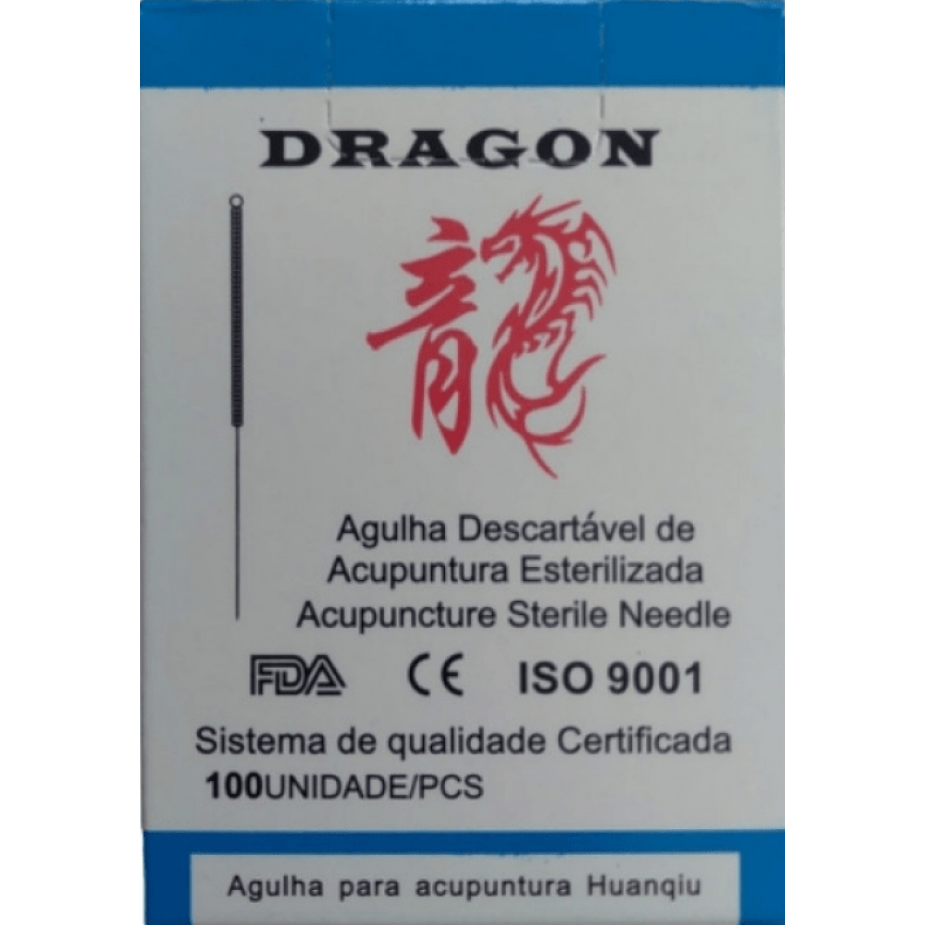 DRAGON
龍
Agulha Descartável de
Acupuntura Esterilizada
Acupuncture Sterile Needle
FDA CE ISO 9001
Sistema de qualidade Certificada
100UNIDADE/PCS
Agulha para acupuntura Huanqiu